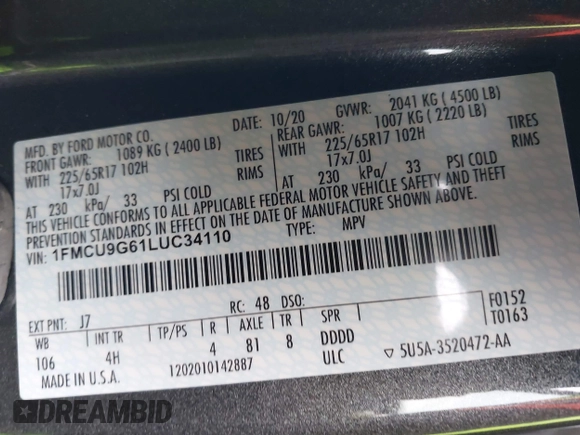 MFD. BY FORD MOTOR CO. DATE: 10/20 GVWR: 2041 KG (4500 LB)
FRONT GAWR: 1089 KG (2400 LB) REAR GAWR: 1007 KG (2220 LB)
WITH 225/65R17 102H TIRES WITH 225/65R17 102H TIRES
17x7.0J RIMS 17x7.0J RIMS
AT 230 kPa/ 33 PSI COLD AT 230 kPa/ 33 PSI COLD
THIS VEHICLE CONFORMS TO ALL APPLICABLE FEDERAL MOTOR VEHICLE SAFETY AND THEFT
PREVENTION STANDARDS IN EFFECT ON THE DATE OF MANUFACTURE SHOWN ABOVE.
VIN: 1FMCU9G61LUC34110 TYPE: MPV
EXT PNT: J7 RC: 48 DSO: F0152
WB INT TR TP/PS R AXLE TR SPR T0163
106 4H 4 81 8 DDDD
MADE IN U.S.A. 1202010142887 ULC ▽ 5U5A-3520472-AA
DREAMBID